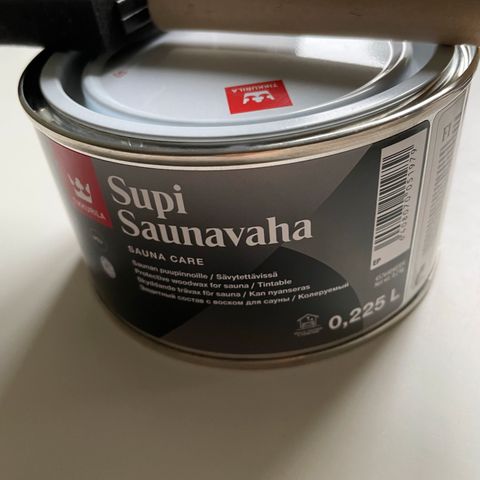 TIKKURILA
TIKKURILA
Supi
Saunavaha
SAUNA CARE
Saunan puupinnoille / Sävytettävissä
Protective woodwax for sauna / Tintable
Skyddande trävax för sauna / Kan nyanseras
Защитный состав с воском для сауны / Колеруемый
0,225 L
EP